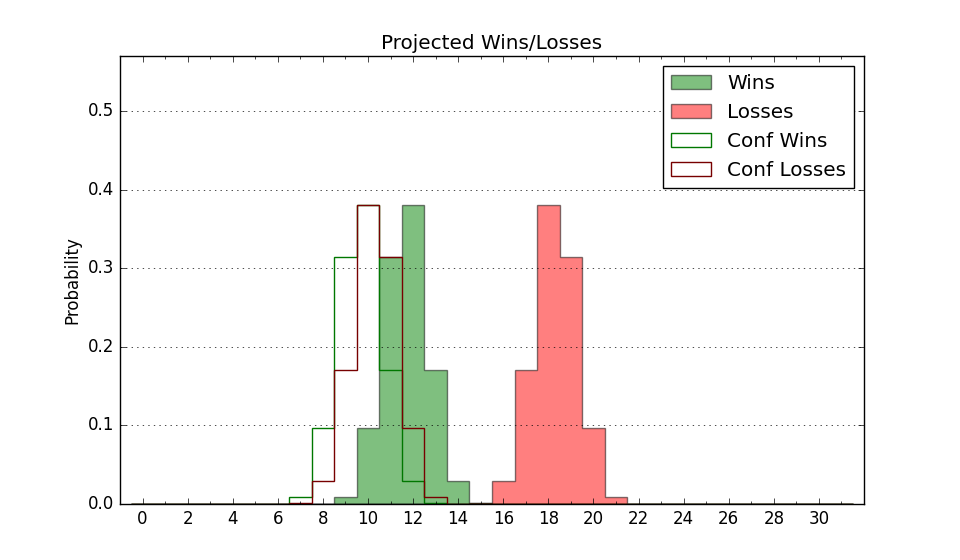 Projected Wins/Losses
Wins
Losses
Conf Wins
Conf Losses
Probability
0.5
0.4
0.3
0.2
0.1
0.0
0 2 4 6 8 10 12 14 16 18 20 22 24 26 28 30